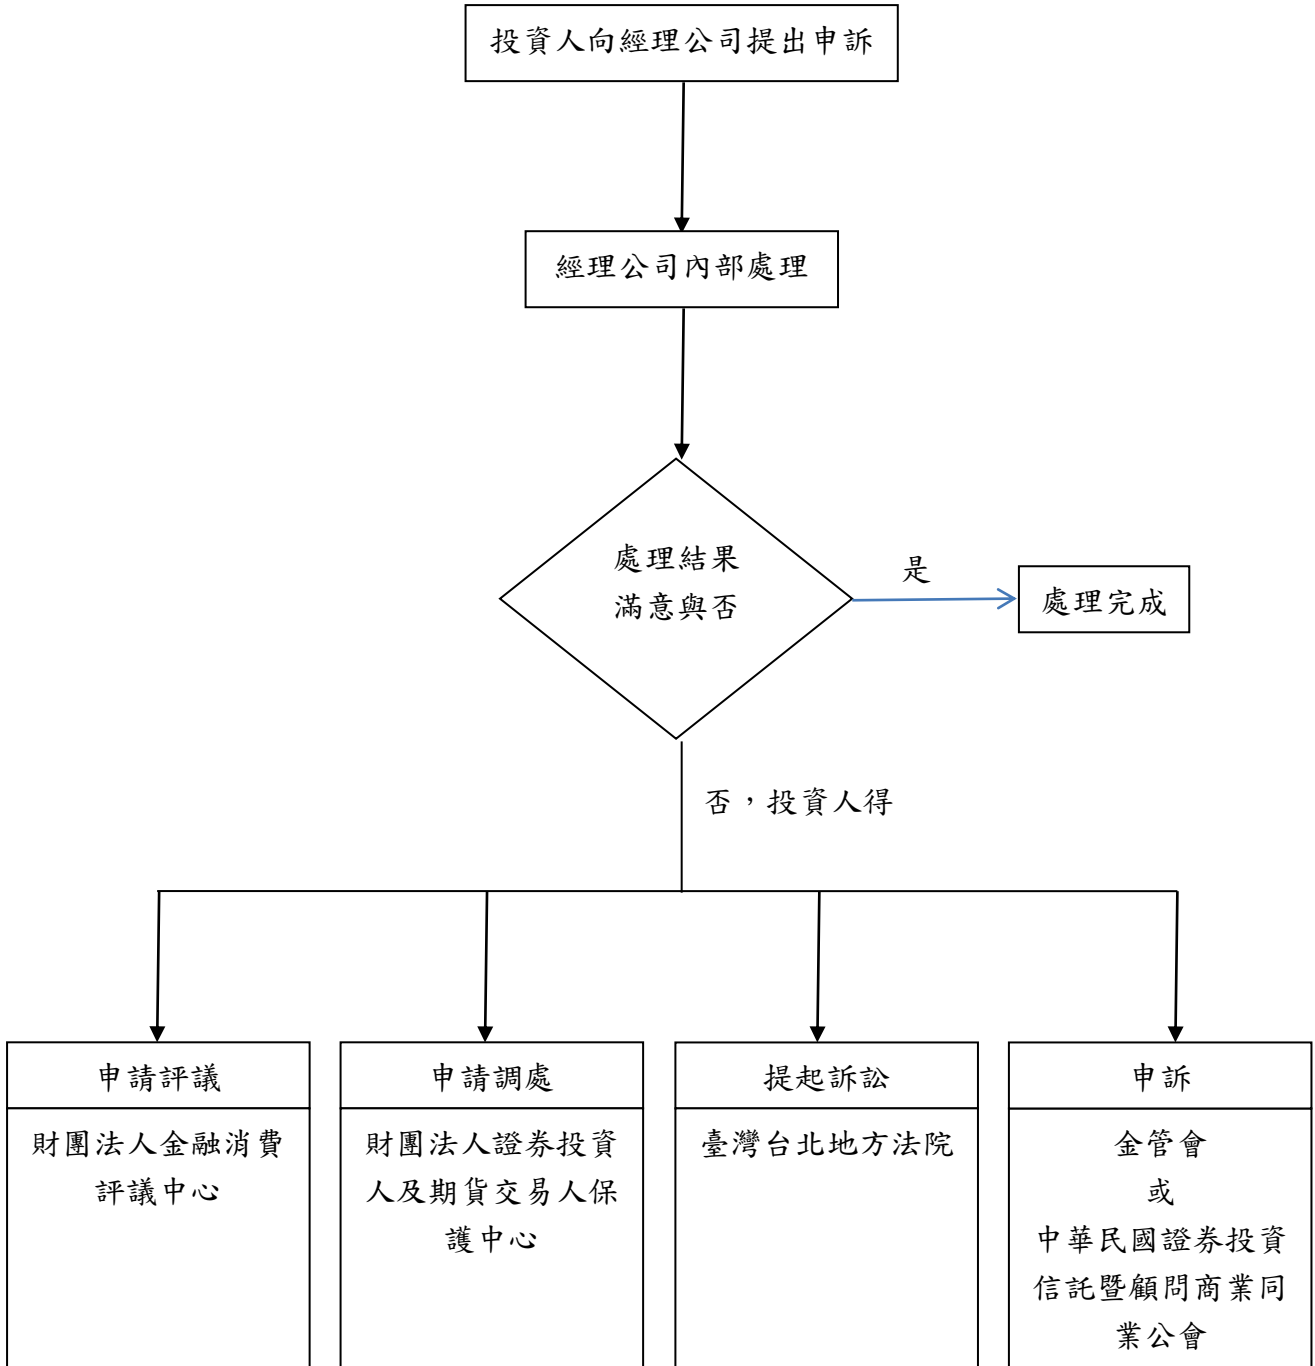 投資人向經理公司提出申訴
經理公司內部處理
處理結果
滿意與否
是
處理完成
否，投資人得
申請評議
財團法人金融消費
評議中心
申請調處
財團法人證券投資
人及期貨交易人保
護中心
提起訴訟
臺灣台北地方法院
申訴
金管會
或
中華民國證券投資
信託暨顧問商業同
業公會